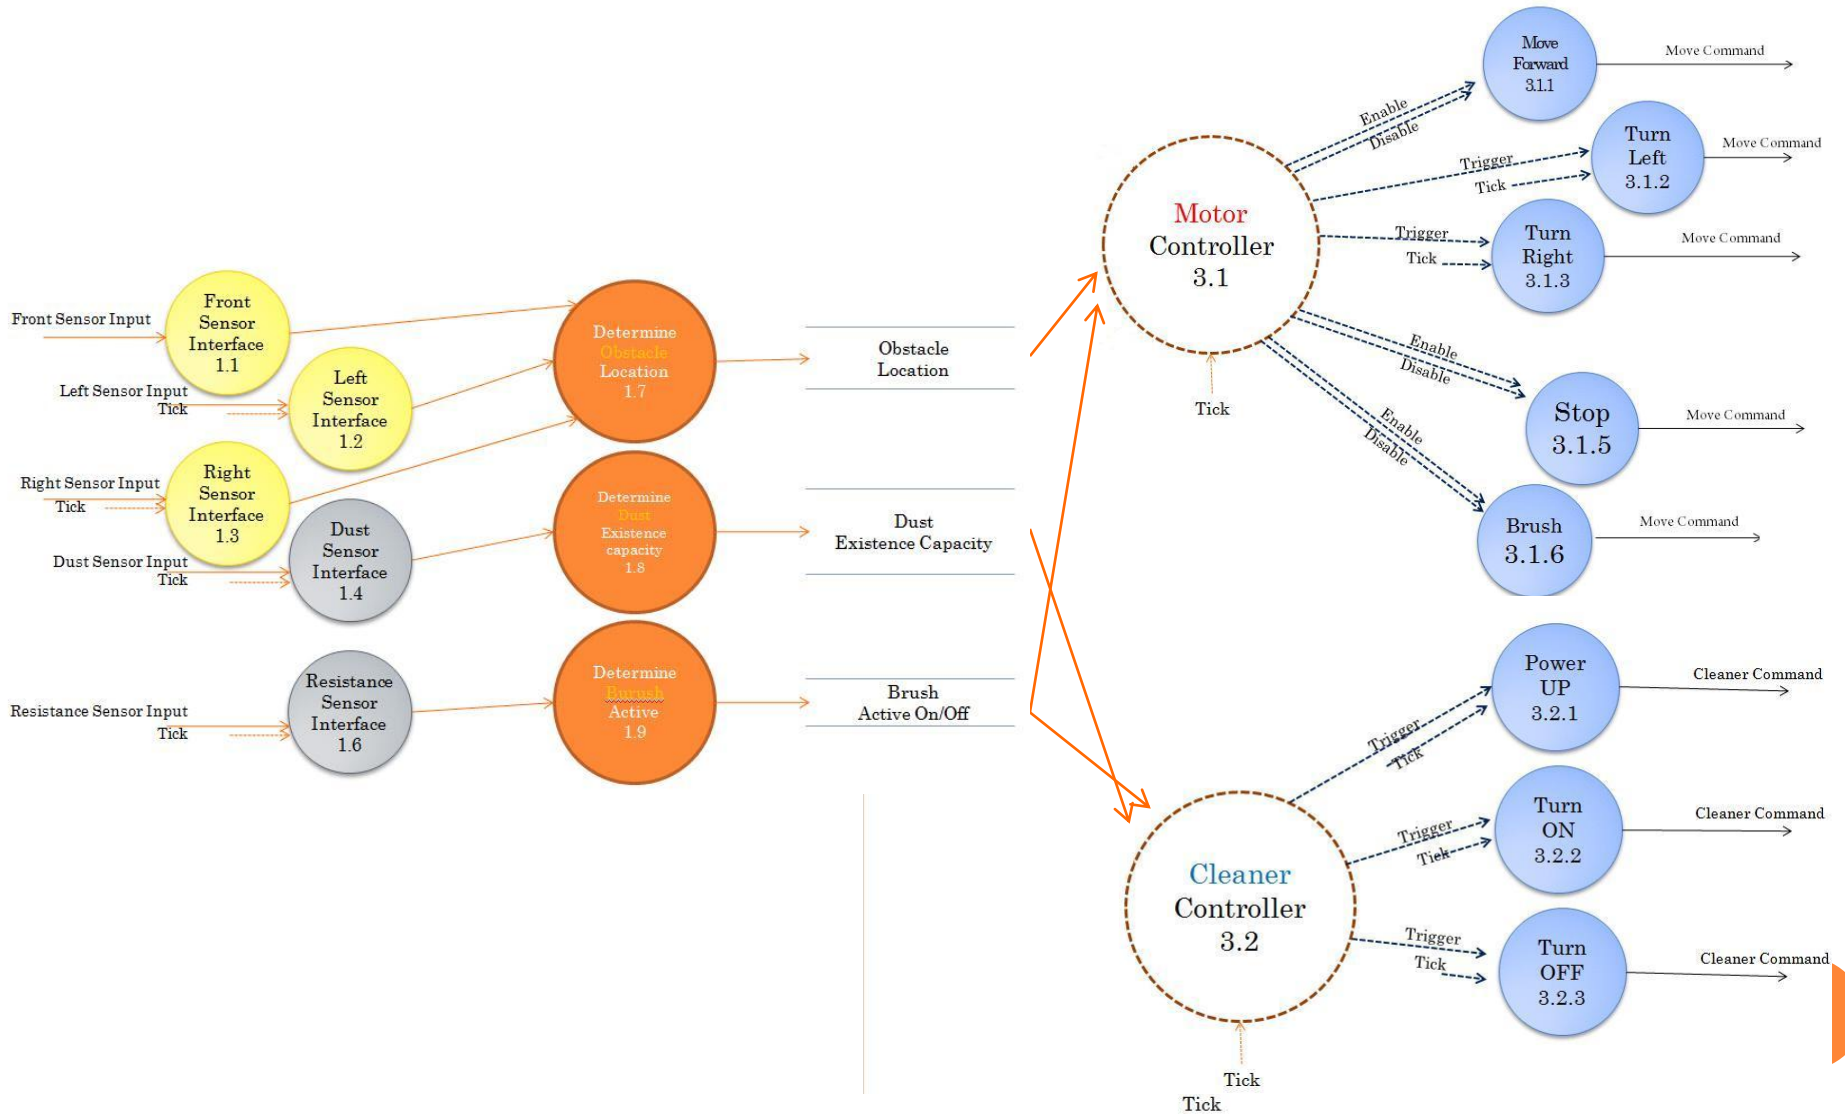 Front Sensor Input
Front
Sensor
Interface
1.1
Left Sensor Input
Tick
Left
Sensor
Interface
1.2
Right Sensor Input
Tick
Right
Sensor
Interface
1.3
Dust Sensor Input
Tick
Dust
Sensor
Interface
1.4
Resistance Sensor Input
Tick
Resistance
Sensor
Interface
1.6
Determine
Obstacle
Location
1.7
Determine
Dust
Existence
capacity
1.8
Determine
Burush
Active
1.9
Obstacle
Location
Dust
Existence Capacity
Brush
Active On/Off
Motor
Controller
3.1
Tick
Enable
Disable
Move
Forward
3.1.1
Move Command
Trigger
Tick
Turn
Left
3.1.2
Move Command
Trigger
Tick
Turn
Right
3.1.3
Move Command
Enable
Disable
Stop
3.1.5
Move Command
Enable
Disable
Brush
3.1.6
Move Command
Cleaner
Controller
3.2
Tick
Tick
Trigger
Tick
Power
UP
3.2.1
Cleaner Command
Trigger
Tick
Turn
ON
3.2.2
Cleaner Command
Trigger
Tick
Turn
OFF
3.2.3
Cleaner Command